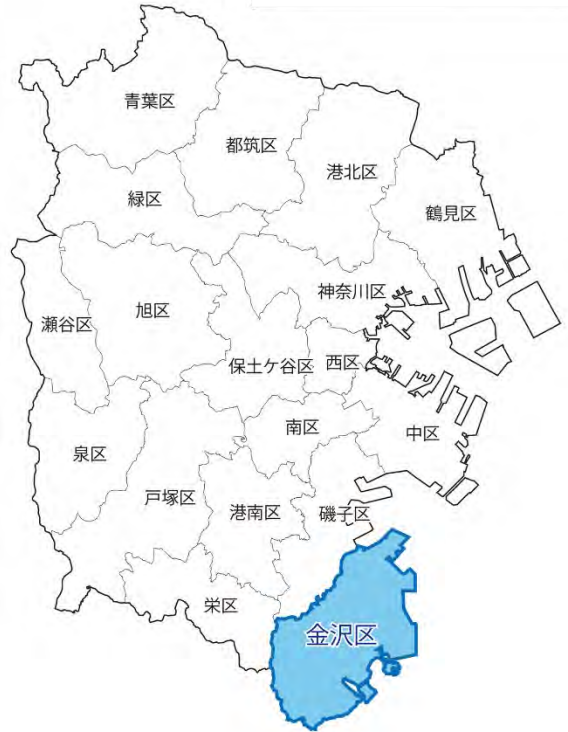 青葉区
都筑区
港北区
緑区
鶴見区
神奈川区
瀬谷区
旭区
保土ケ谷区
西区
南区
中区
泉区
戸塚区
港南区
磯子区
栄区
金沢区